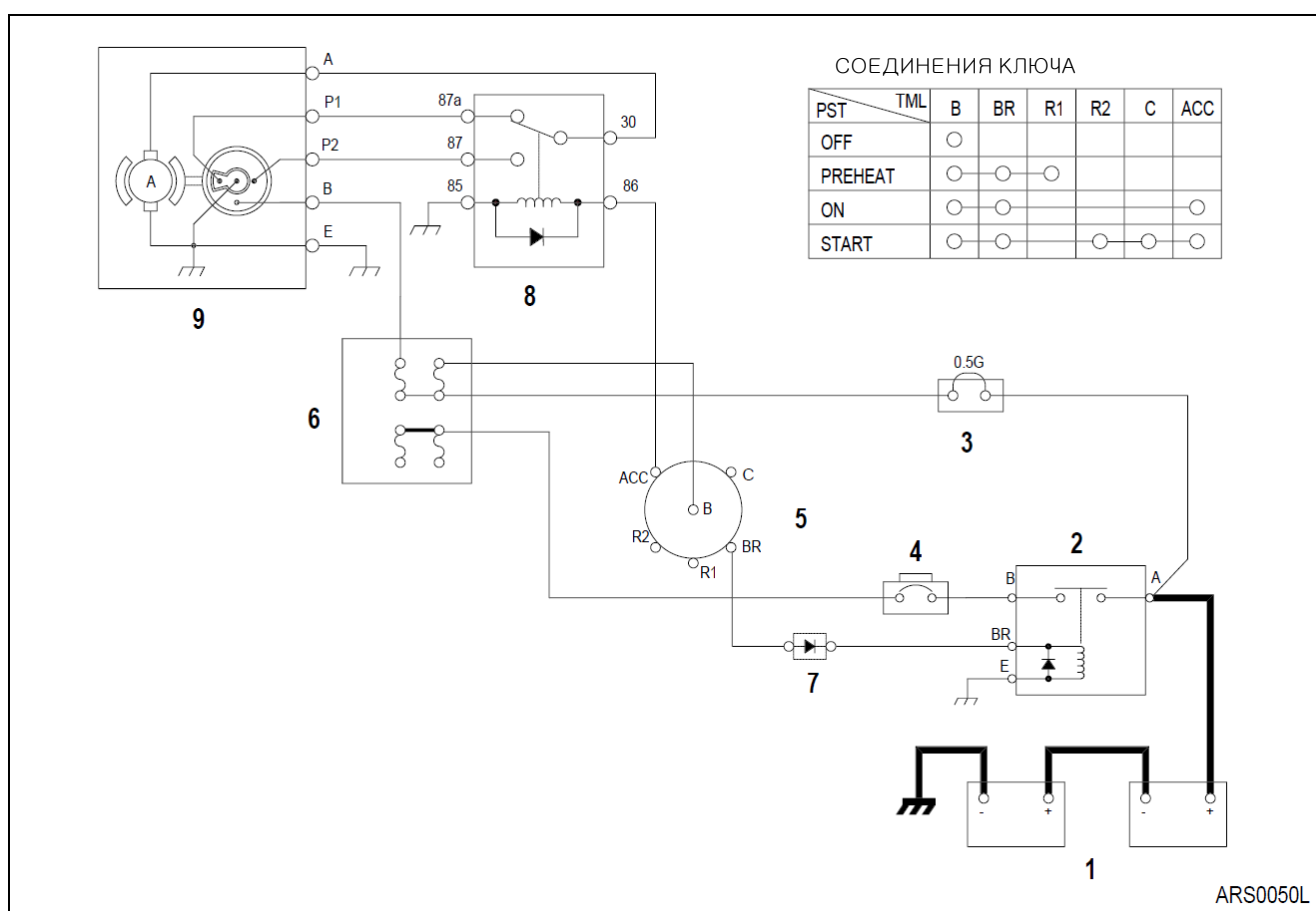 СОЕДИНЕНИЯ КЛЮЧА
PST TML B BR R1 R2 C ACC
OFF
PREHEAT
ON
START
A
P1
P2
B
E
A
9
87a
87
85
30
86
8
6
0.5G
3
ACC
C
B
R2
BR
R1
5
4
2
B
A
BR
E
7
- + - +
1
ARS0050L